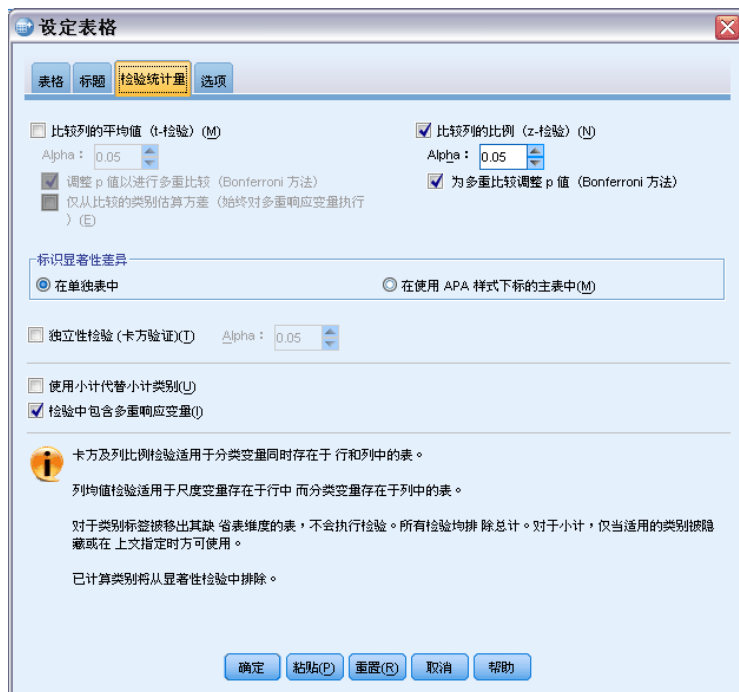 设定表格
表格 标题 检验统计量 选项
比较列的平均值（t-检验）(M)
Alpha： 0.05
调整 p 值以进行多重比较（Bonferroni 方法）
仅从比较的类别估算方差（始终对多重响应变量执行
）(E)
比较列的比例（z-检验）(N)
Alpha： 0.05
为多重比较调整 p 值（Bonferroni 方法）
标识显著性差异
在单独表中
在使用 APA 样式下标的主表中(M)
独立性检验 (卡方验证)(T) Alpha： 0.05
使用小计代替小计类别(U)
检验中包含多重响应变量(I)
卡方及列比例检验适用于分类变量同时存在于 行和列中的表。
列均值检验适用于尺度变量存在于行中 而分类变量存在于列中的表。
对于类别标签被移出其缺 省表维度的表，不会执行检验。所有检验均排 除总计。对于小计，仅当适用的类别被隐
藏或在 上文指定时方可使用。
已计算类别将从显著性检验中排除。
确定 粘贴(P) 重置(R) 取消 帮助